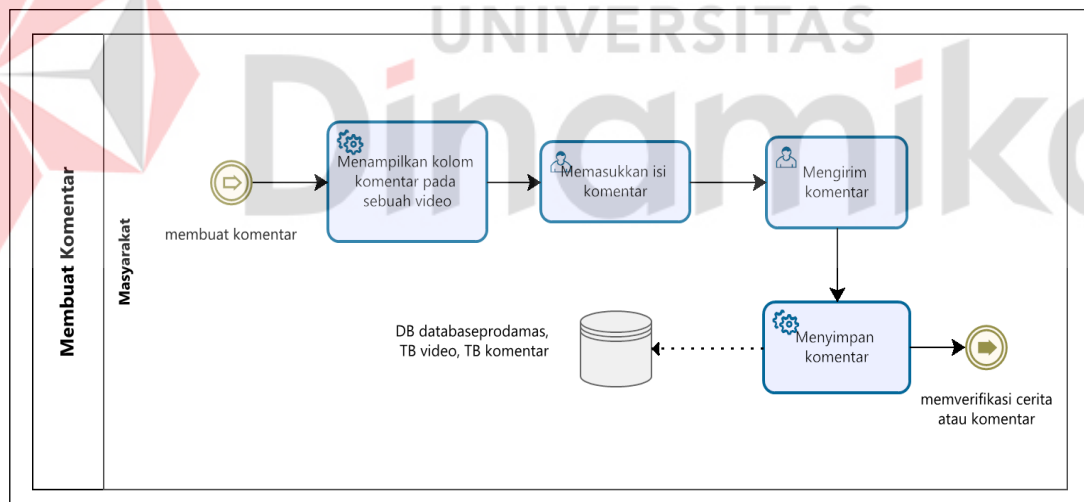 UNIVERSITAS
Dinamika
Membuat Komentar
Masyarakat
membuat komentar
Menampilkan kolom
komentar pada
sebuah video
Memasukkan isi
komentar
Mengirim
komentar
DB databaseprodamas,
TB video, TB komentar
Menyimpan
komentar
memverifikasi cerita
atau komentar